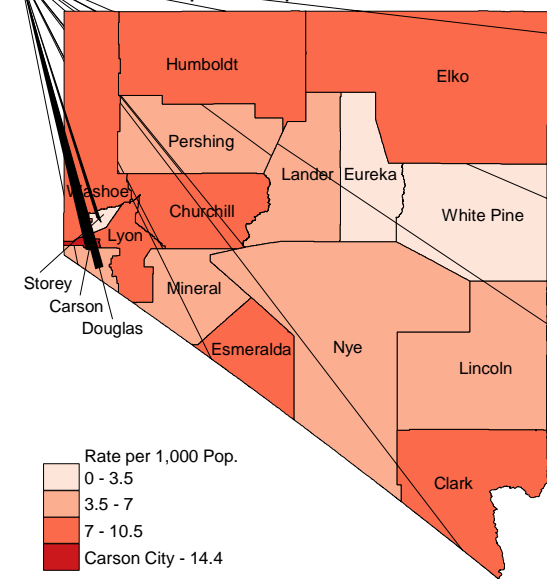 Humboldt
Elko
Pershing
Lander
Eureka
Washoe
Churchill
White Pine
Lyon
Storey
Mineral
Carson
Douglas
Esmeralda
Nye
Lincoln
Rate per 1,000 Pop.
0 - 3.5
3.5 - 7
7 - 10.5
Carson City - 14.4
Clark